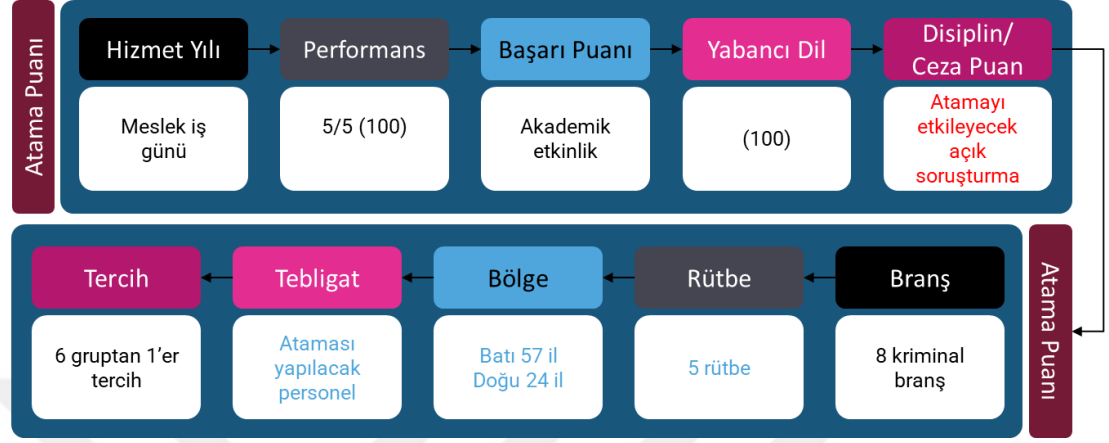 Atama Puanı
Hizmet Yılı
Meslek iş
günü
Performans
5/5 (100)
Başarı Puanı
Akademik
etkinlik
Yabancı Dil
(100)
Disiplin/
Ceza Puan
Atamayı
etkileyecek
açık
soruşturma
Atama Puanı
Branş
8 kriminal
branş
Rütbe
5 rütbe
Bölge
Batı 57 il
Doğu 24 il
Tebligat
Ataması
yapılacak
personel
Tercih
6 gruptan 1’er
tercih